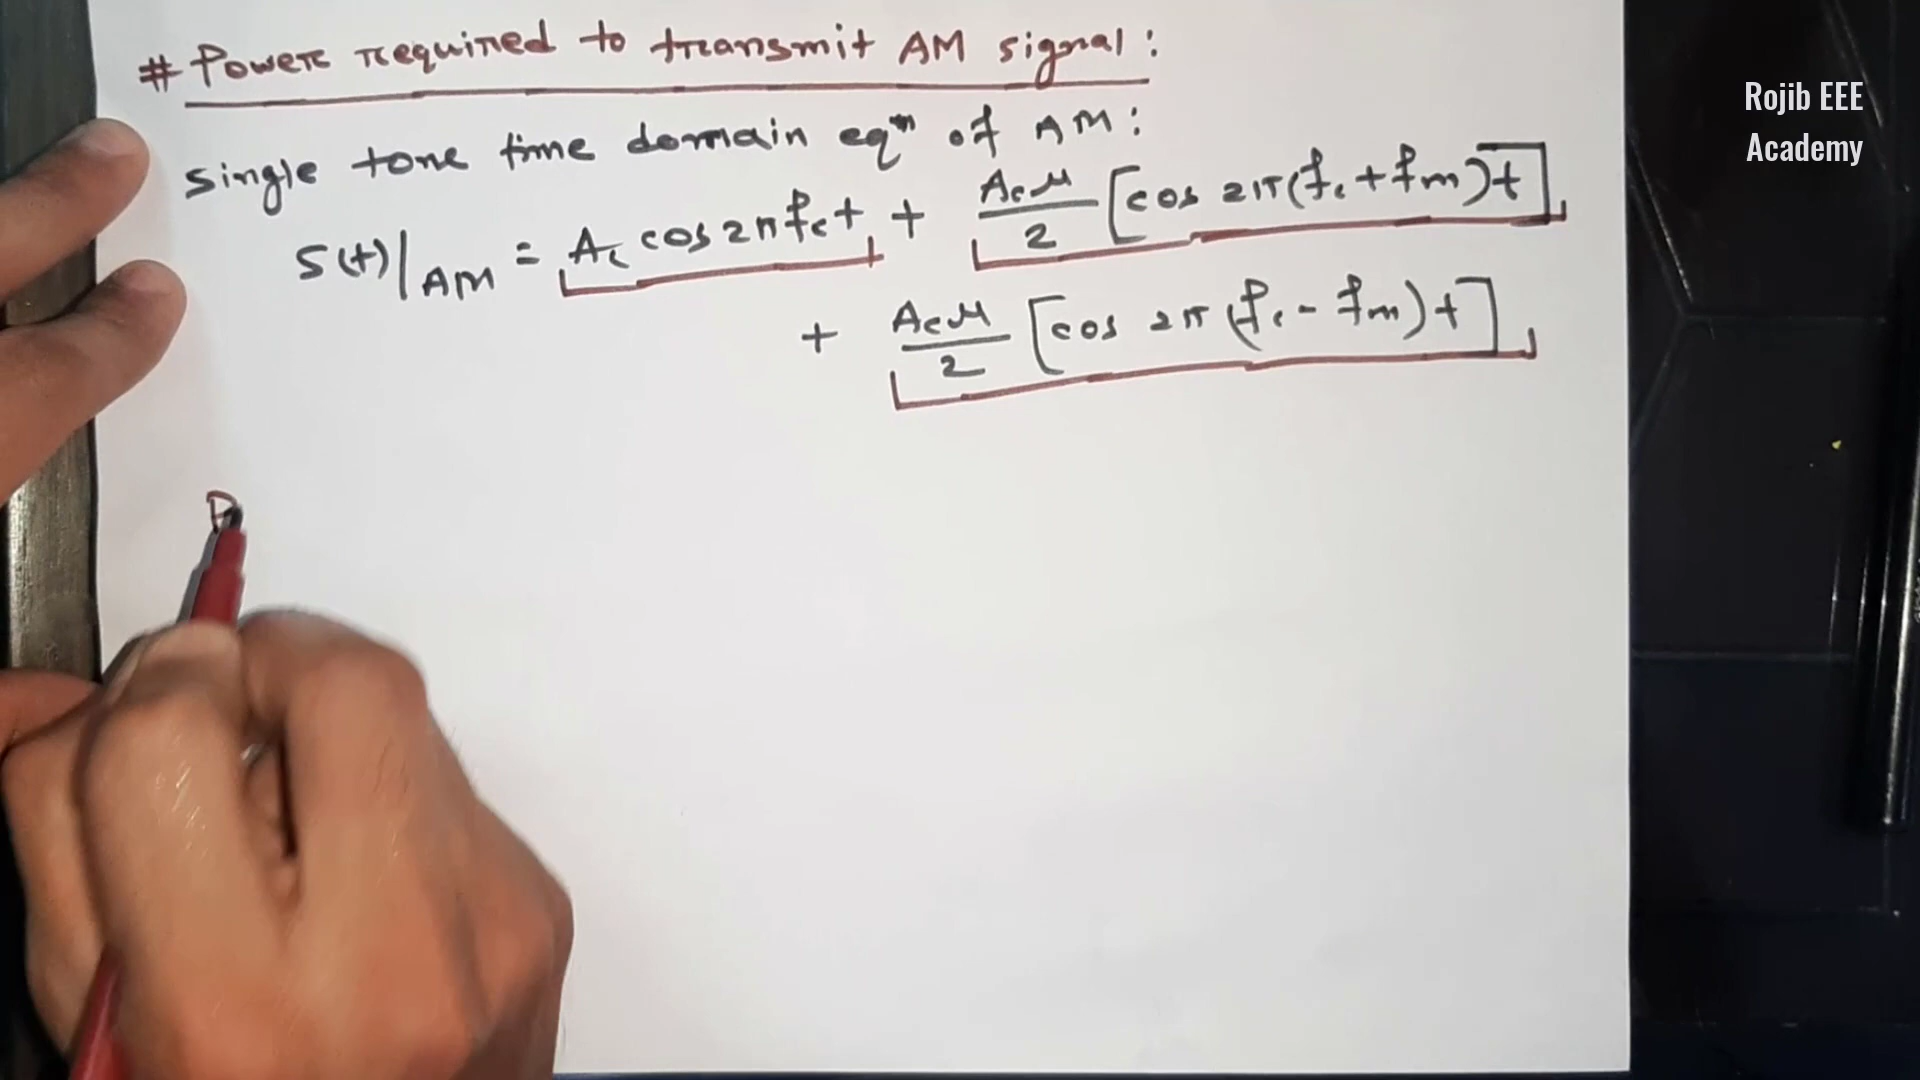 # Power required to transmit AM signal:
Single tone time domain eqⁿ of AM:
S(t)|AM = Ac cos 2πfct + Acμ/2 [cos 2π(fc + fm)t]
+ Acμ/2 [cos 2π(fc - fm)t]
P
Rojib EEE
Academy